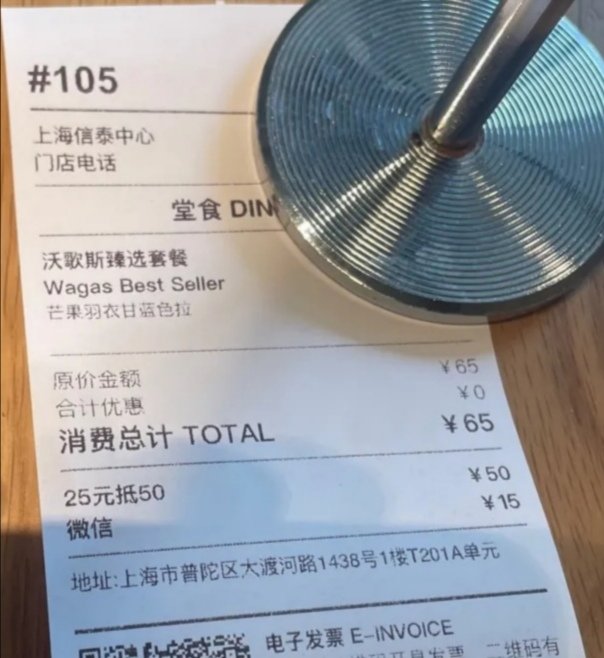 #105
上海信泰中心
门店电话
堂食 DIN
沃歌斯臻选套餐
Wagas Best Seller
芒果羽衣甘蓝色拉
原价金额 ¥65
合计优惠 ¥0
消费总计 TOTAL ¥65
25元抵50 ¥50
微信 ¥15
地址:上海市普陀区大渡河路1438号1楼T201A单元
电子发票 E-INVOICE
二维码有